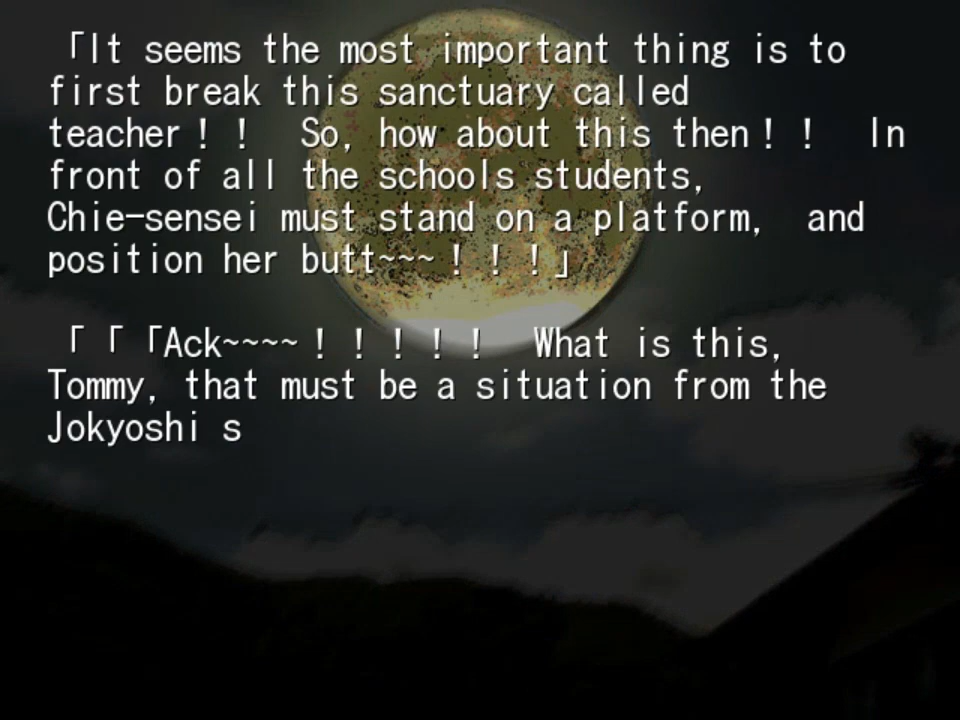 「It seems the most important thing is to
first break this sanctuary called
teacher！！　So, how about this then！！　In
front of all the schools students,
Chie-sensei must stand on a platform,　and
position her butt~~~！！！」
「「「Ack~~~~！！！！！　What is this,
Tommy, that must be a situation from the
Jokyoshi s